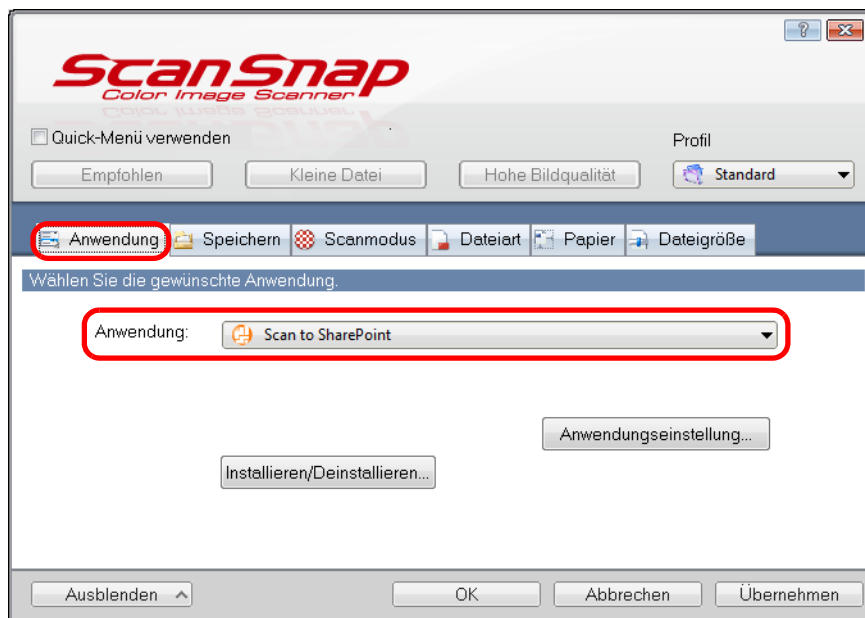 ScanSnap
Color Image Scanner
Quick-Menü verwenden
Profil
Empfohlen Kleine Datei Hohe Bildqualität Standard
Anwendung Speichern Scanmodus Dateiart Papier Dateigröße
Wählen Sie die gewünschte Anwendung.
Anwendung: Scan to SharePoint
Anwendungseinstellung...
Installieren/Deinstallieren...
Ausblenden OK Abbrechen Übernehmen